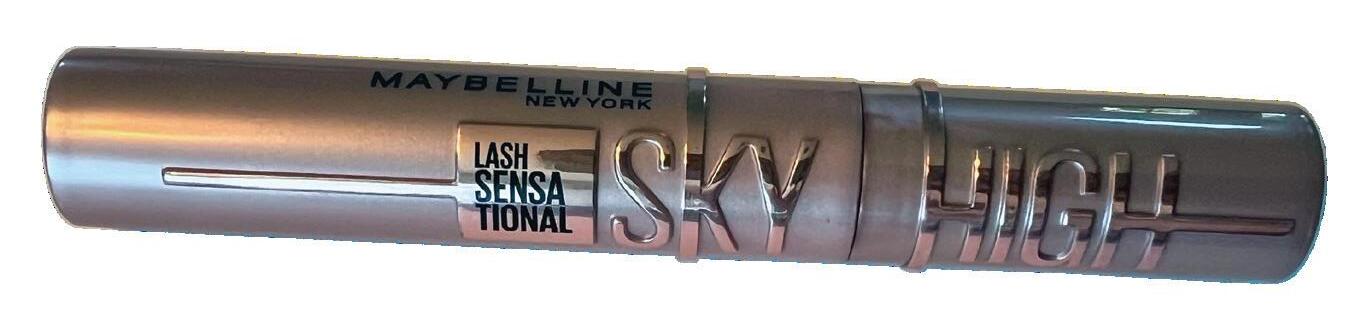 MAYBELLINE
NEW YORK
LASH
SENSA
TIONAL
SKY HIGH